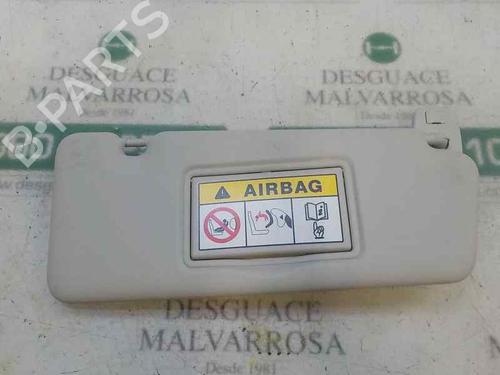 B-PARTS
DESGUACE
MALVARROSA
Desde 1981
DESGUACE
MALVARROSA
AIRBAG
DESGUACE
MALVARROSA
Desde 1981